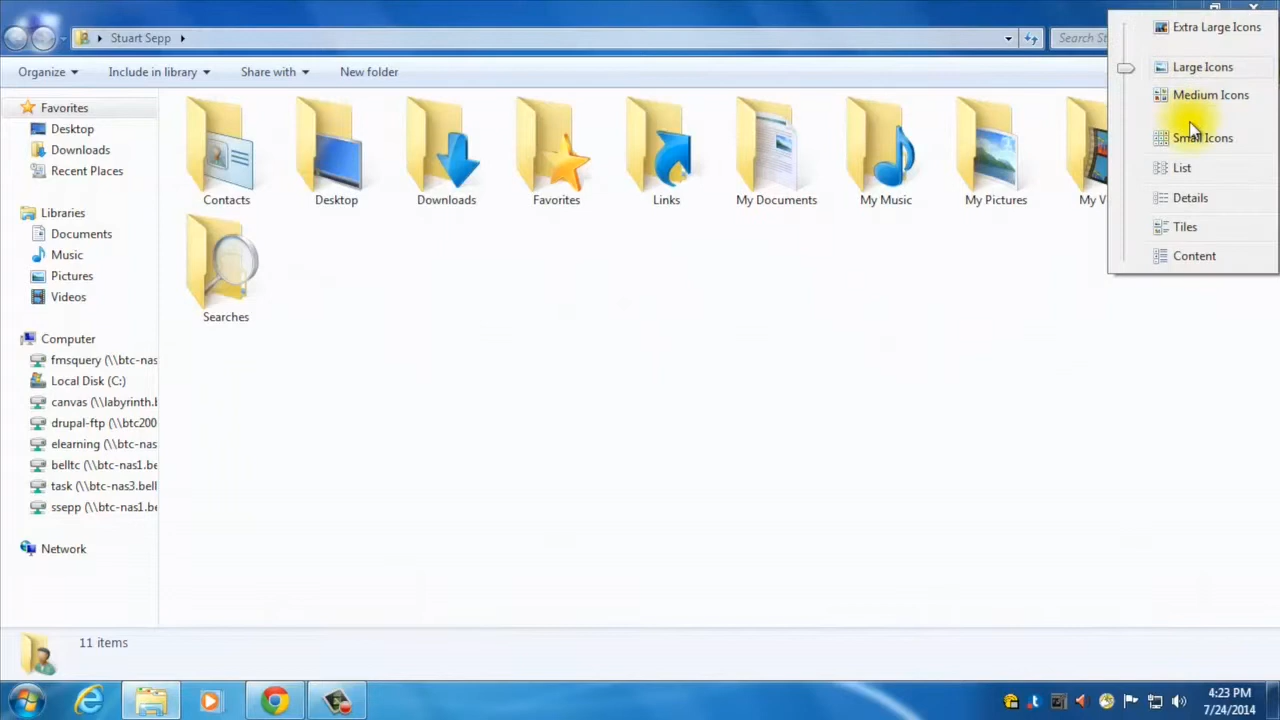 Stuart Sepp
Search St
Organize
Include in library
Share with
New folder
Extra Large Icons
Large Icons
Medium Icons
Small Icons
List
Details
Tiles
Content
Favorites
Desktop
Downloads
Recent Places
Libraries
Documents
Music
Pictures
Videos
Computer
fmsquery (\\btc-nas
Local Disk (C:)
canvas (\\labyrinth.b
drupal-ftp (\\btc200
elearning (\\btc-nas
belltc (\\btc-nas1.be
task (\\btc-nas3.bell
ssepp (\\btc-nas1.be
Network
Contacts
Desktop
Downloads
Favorites
Links
My Documents
My Music
My Pictures
My V
Searches
11 items
4:23 PM
7/24/2014